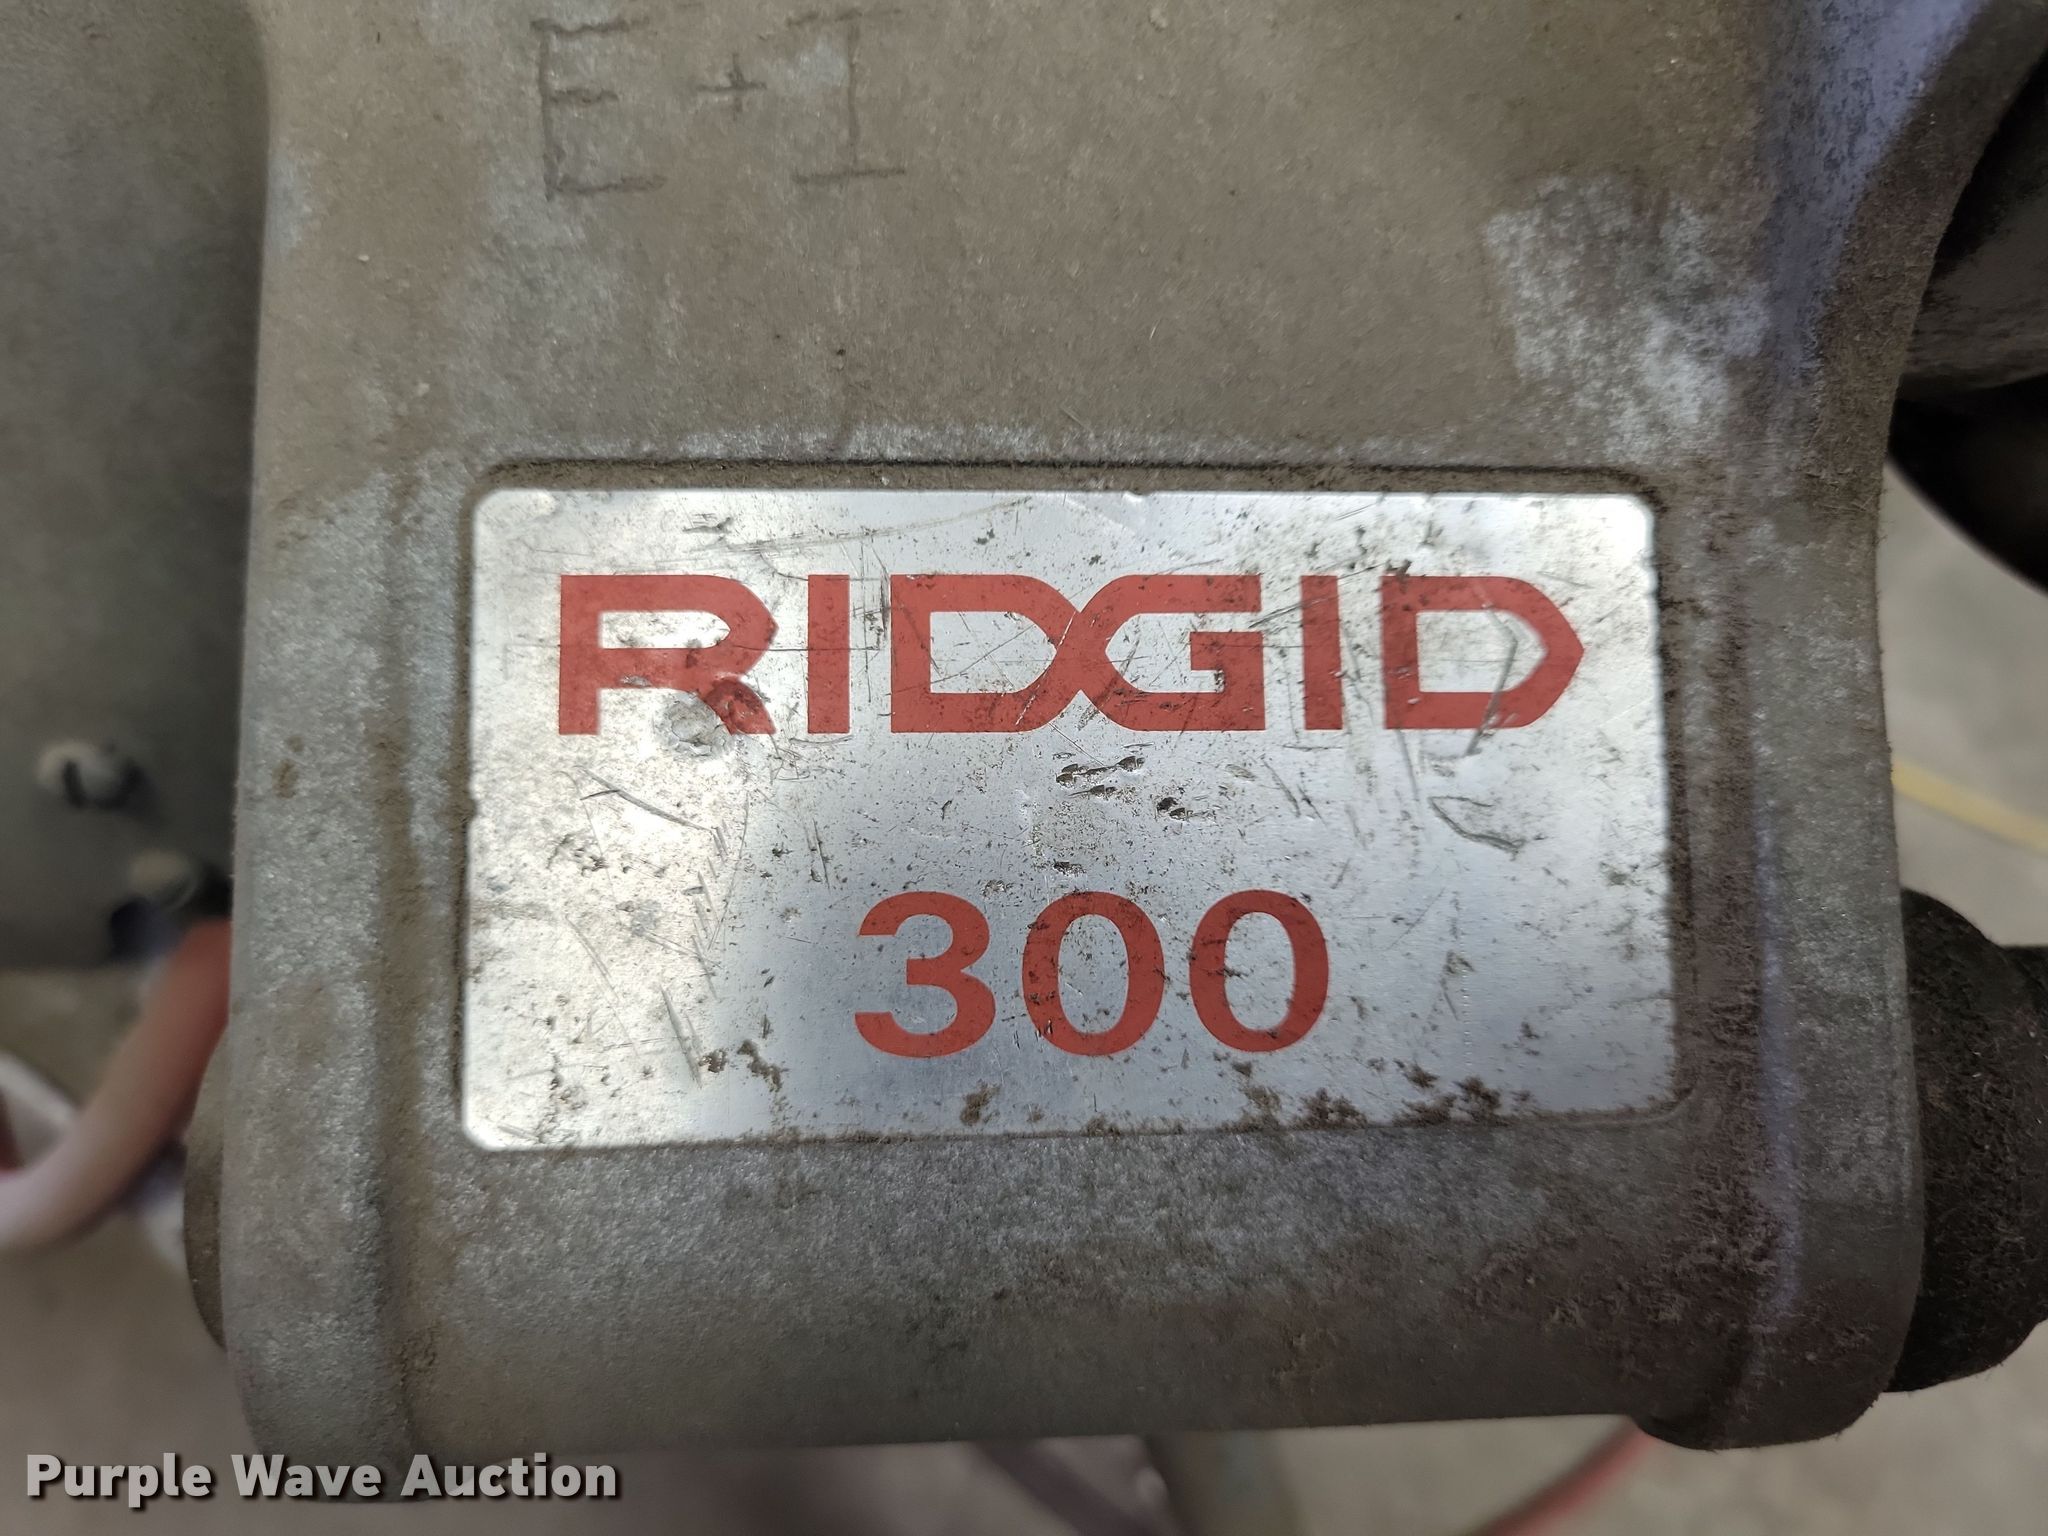 E+I
RIDGID
300
Purple Wave Auction